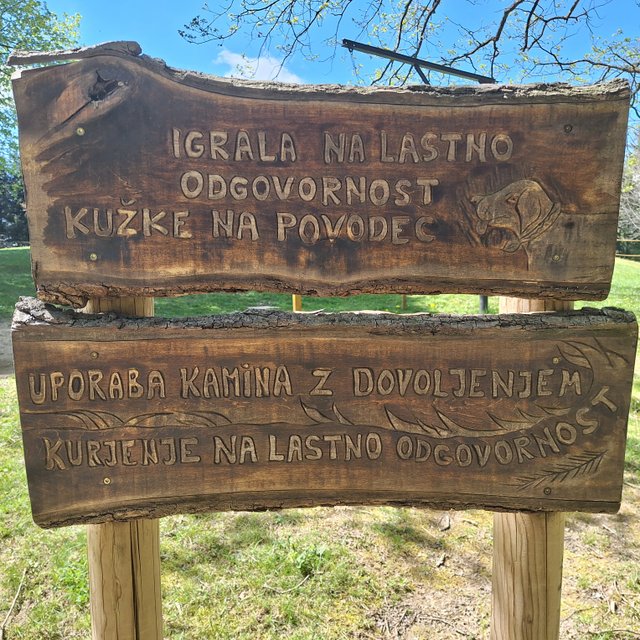 IGRALA NA LASTNO
ODGOVORNOST
KUŽKE NA POVODEC
UPORABA KAMINA Z DOVOLJENJEM
KURJENJE NA LASTNO ODGOVORNOST